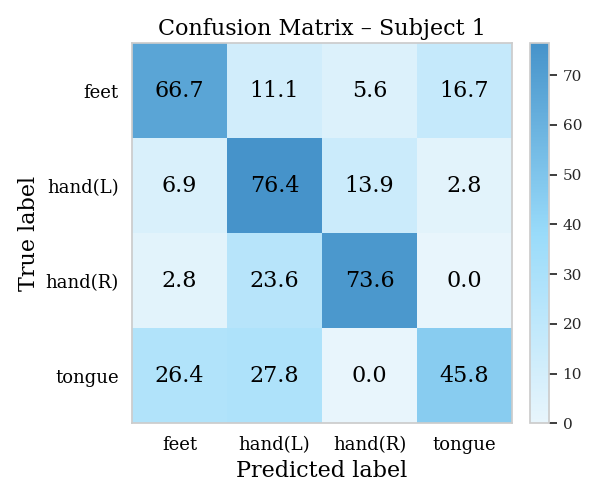 Confusion Matrix – Subject 1
feet 66.7 11.1 5.6 16.7
hand(L) 6.9 76.4 13.9 2.8
hand(R) 2.8 23.6 73.6 0.0
tongue 26.4 27.8 0.0 45.8
feet hand(L) hand(R) tongue
Predicted label
True label
70
60
50
40
30
20
10
0